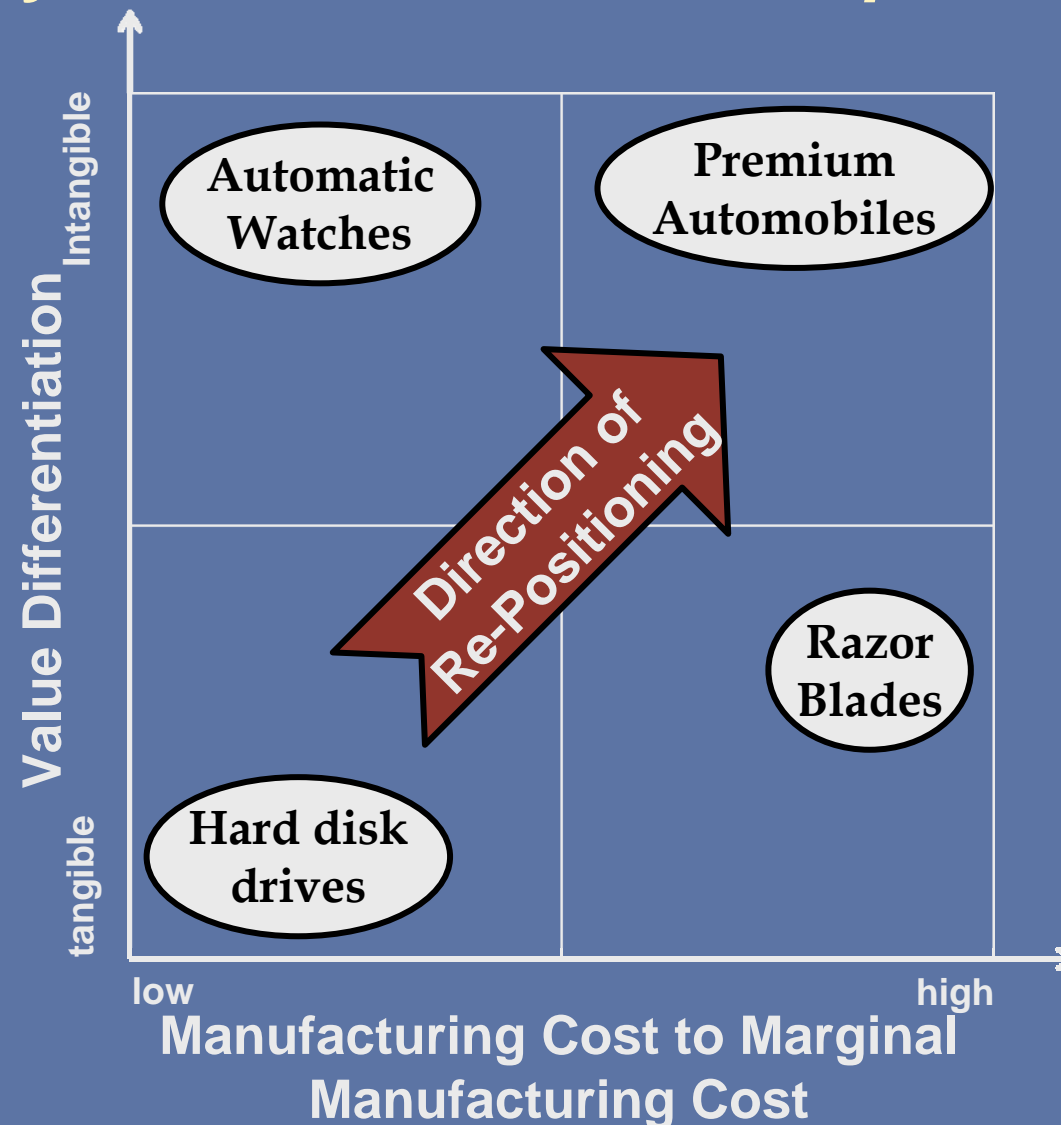 Intangible
Automatic
Watches
Premium
Automobiles
Value Differentiation
Direction of
Re-Positioning
Razor
Blades
tangible
Hard disk
drives
low
high
Manufacturing Cost to Marginal
Manufacturing Cost